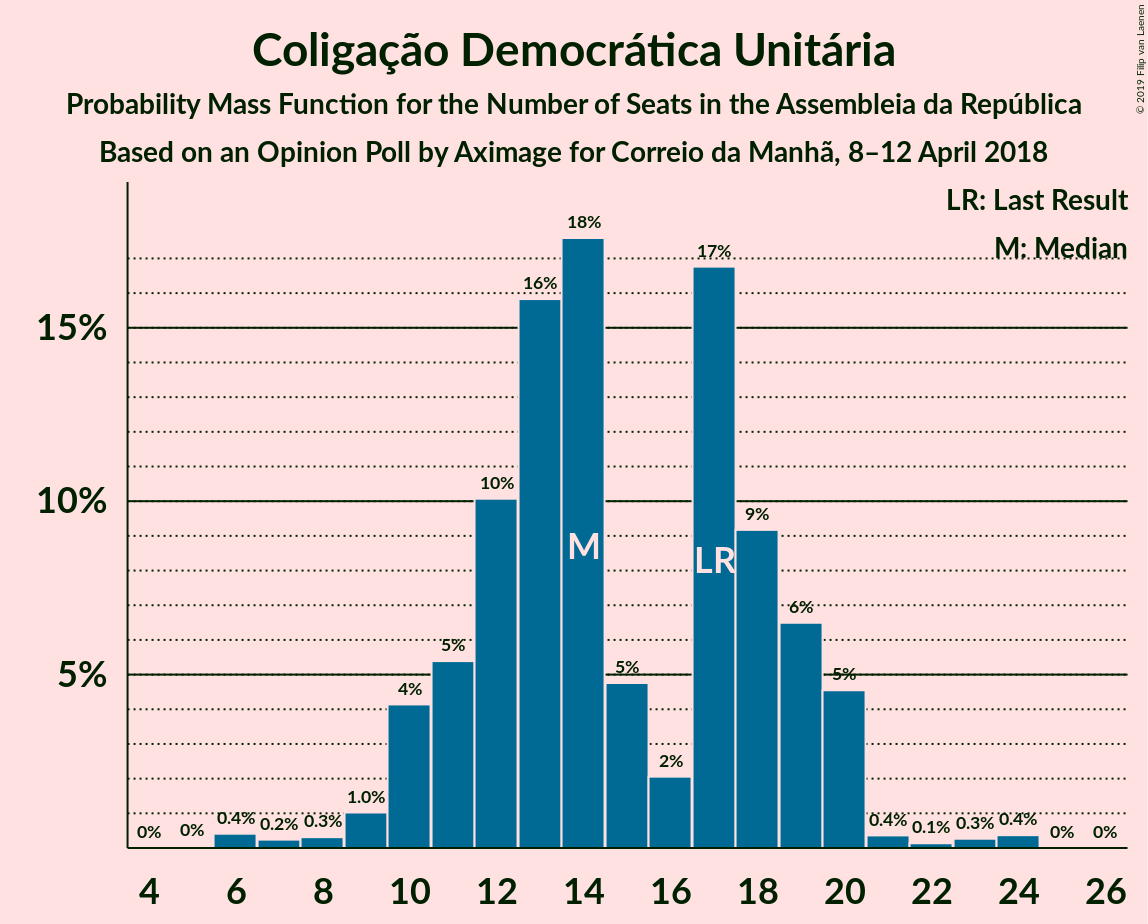 Coligação Democrática Unitária
Probability Mass Function for the Number of Seats in the Assembleia da República
Based on an Opinion Poll by Aximage for Correio da Manhã, 8–12 April 2018
© 2019 Filip van Laenen
LR: Last Result
M: Median
15%
10%
5%
0%
0%
0.4%
0.2%
0.3%
1.0%
4%
5%
10%
16%
18%
5%
2%
17%
9%
6%
5%
0.4%
0.1%
0.3%
0.4%
0%
0%
M
LR
4 6 8 10 12 14 16 18 20 22 24 26